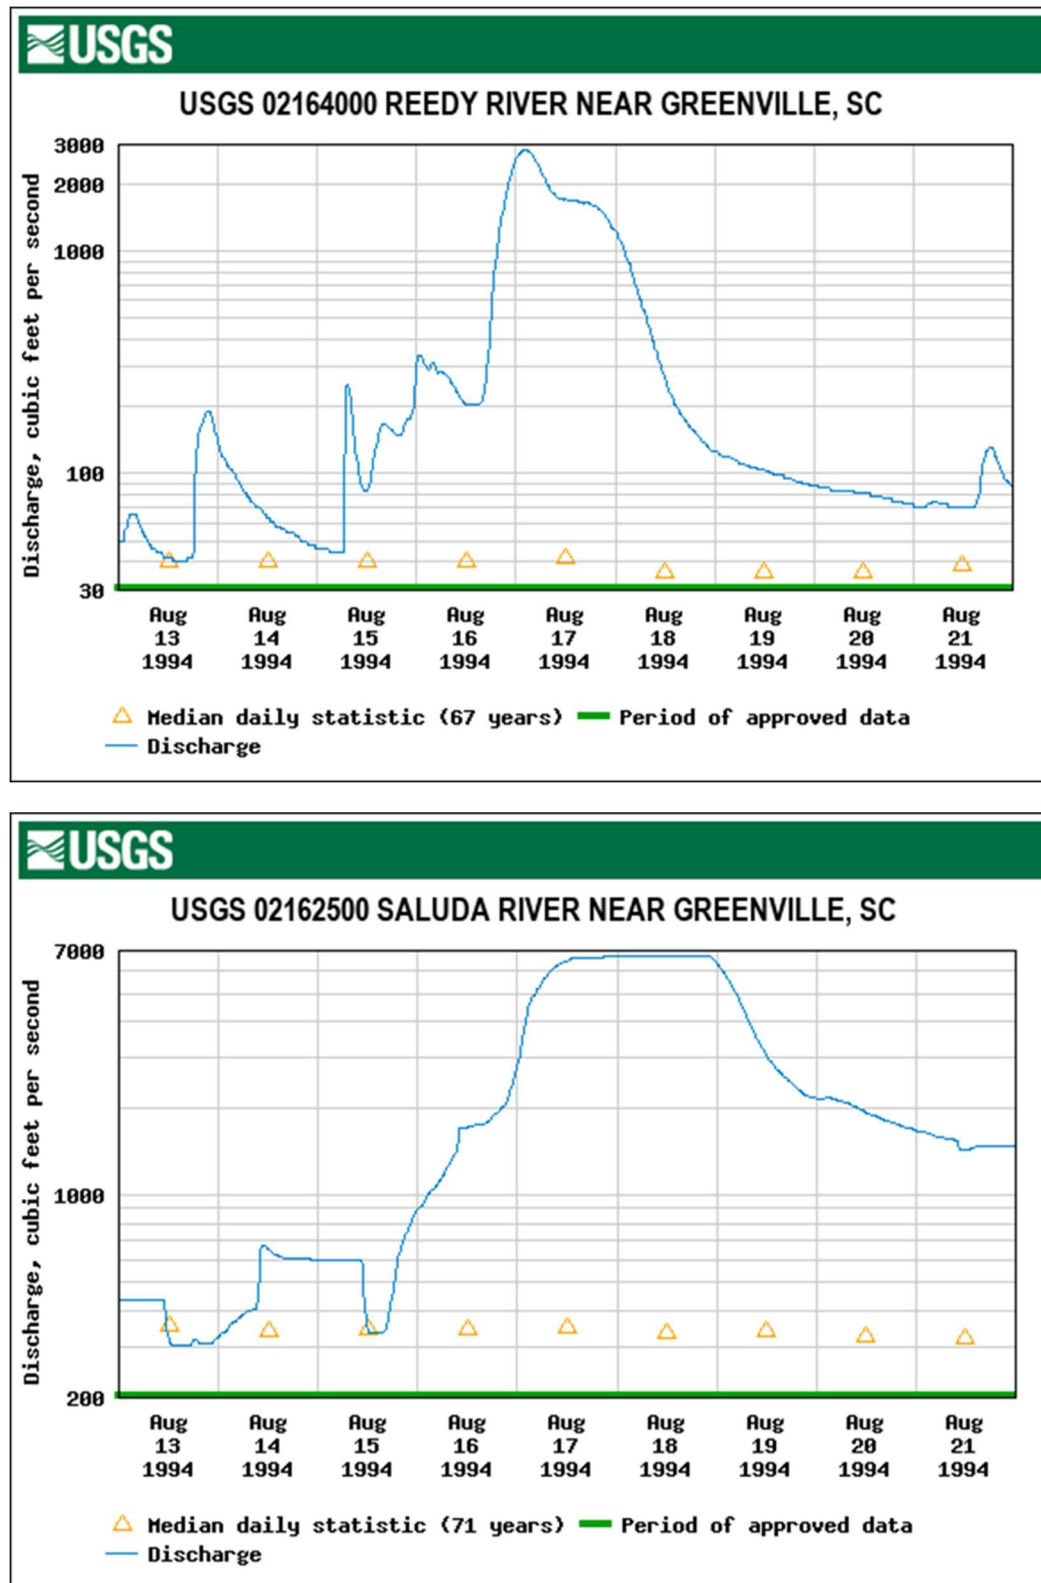 USGS
USGS 02164000 REEDY RIVER NEAR GREENVILLE, SC
3000
2000
1000
100
30
Discharge, cubic feet per second
Aug Aug Aug Aug Aug Aug Aug Aug Aug
13 14 15 16 17 18 19 20 21
1994 1994 1994 1994 1994 1994 1994 1994 1994
Median daily statistic (67 years) Period of approved data
Discharge
USGS
USGS 02162500 SALUDA RIVER NEAR GREENVILLE, SC
7000
1000
200
Discharge, cubic feet per second
Aug Aug Aug Aug Aug Aug Aug Aug Aug
13 14 15 16 17 18 19 20 21
1994 1994 1994 1994 1994 1994 1994 1994 1994
Median daily statistic (71 years) Period of approved data
Discharge